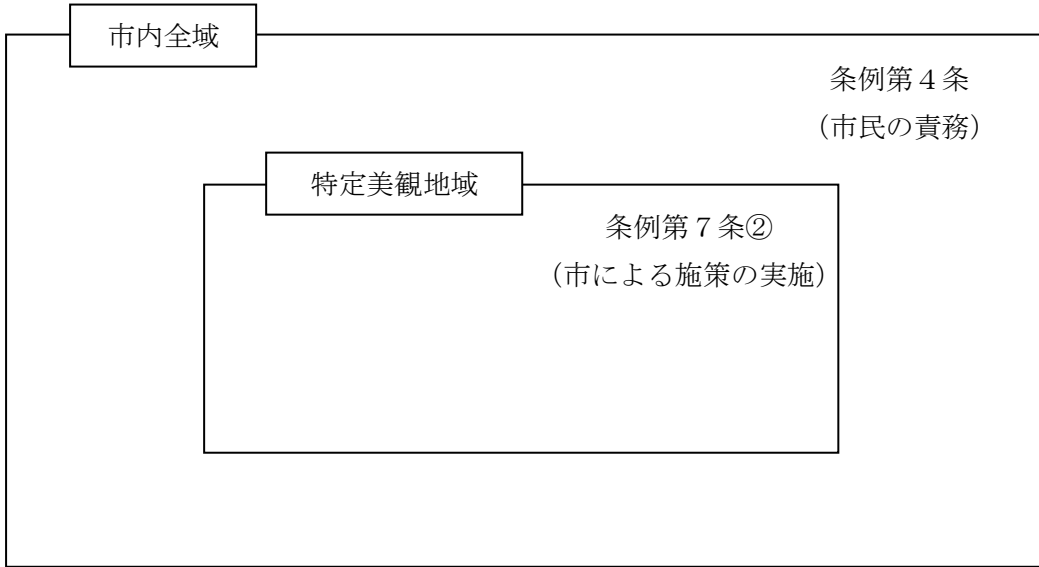 市内全域
条例第４条
（市民の責務）
特定美観地域
条例第７条②
（市による施策の実施）